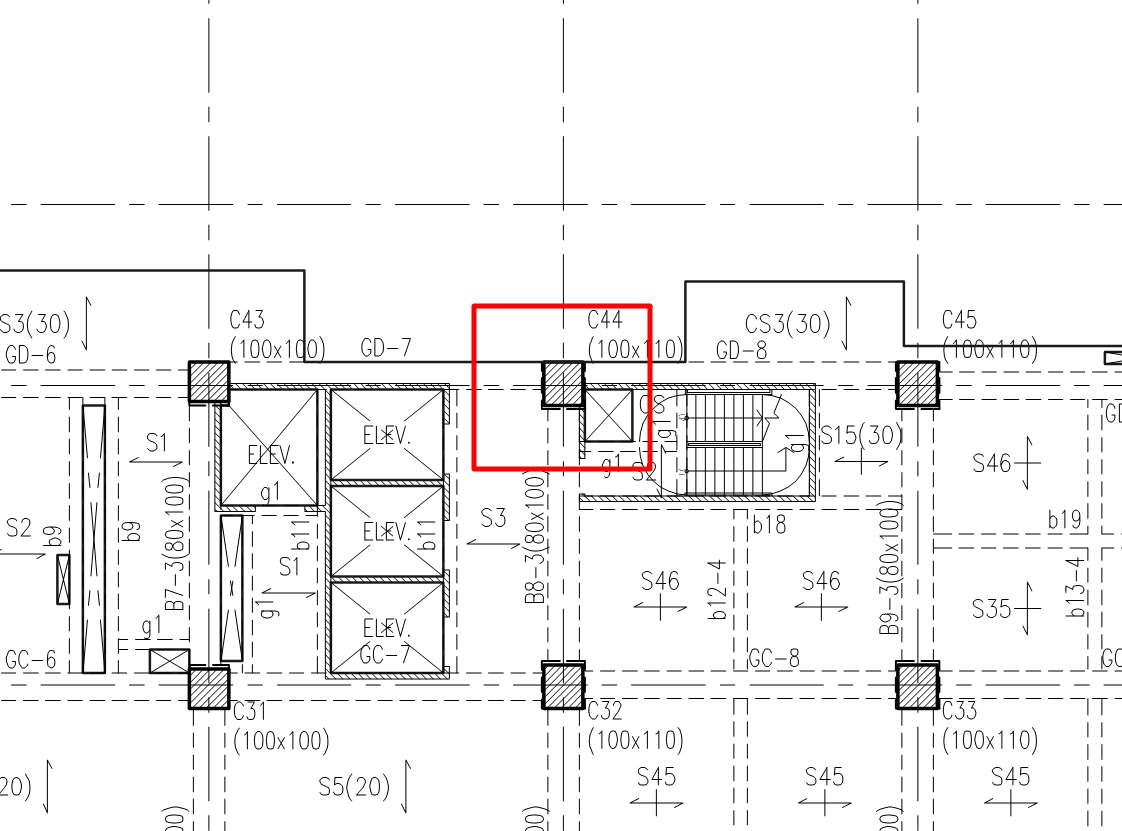 S3(30)
C43
(100x100)
C44
(100x110)
CS3(30)
C45
(100x110)
GD-6
GD-7
GD-8
CS
g1
g1
S1
ELEV.
ELEV.
g1
S2
S15(30)
S46
g1
S2
b9
b9
B7-3(80x100)
ELEV.
b11
b11
S3
B8-3(80x100)
b18
b19
S1
g1
S46
b12-4
S46
B9-3(80x100)
S35
b13-4
g1
ELEV.
GC-6
GC-7
GC-8
C31
(100x100)
C32
(100x110)
C33
(100x110)
20)
S5(20)
S45
S45
S45